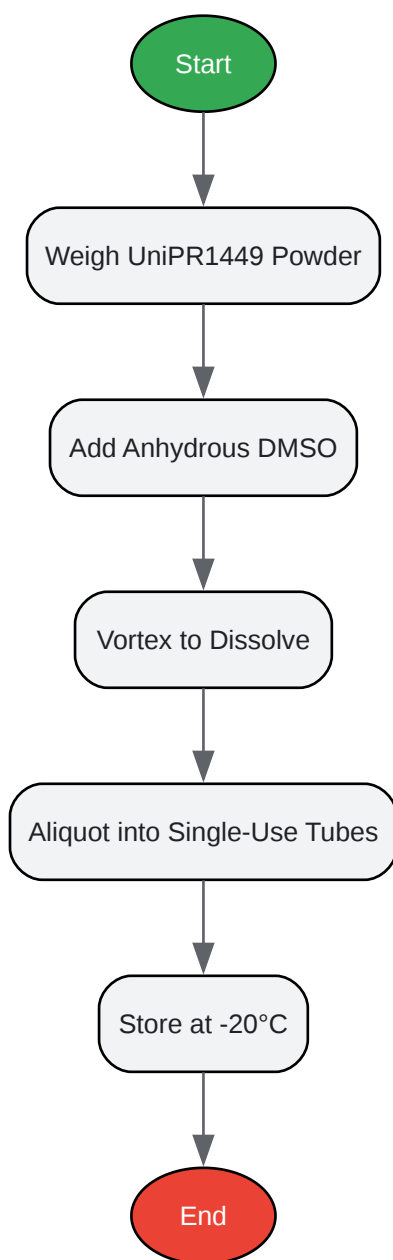 Start
Weigh UniPR1449 Powder
Add Anhydrous DMSO
Vortex to Dissolve
Aliquot into Single-Use Tubes
Store at -20°C
End